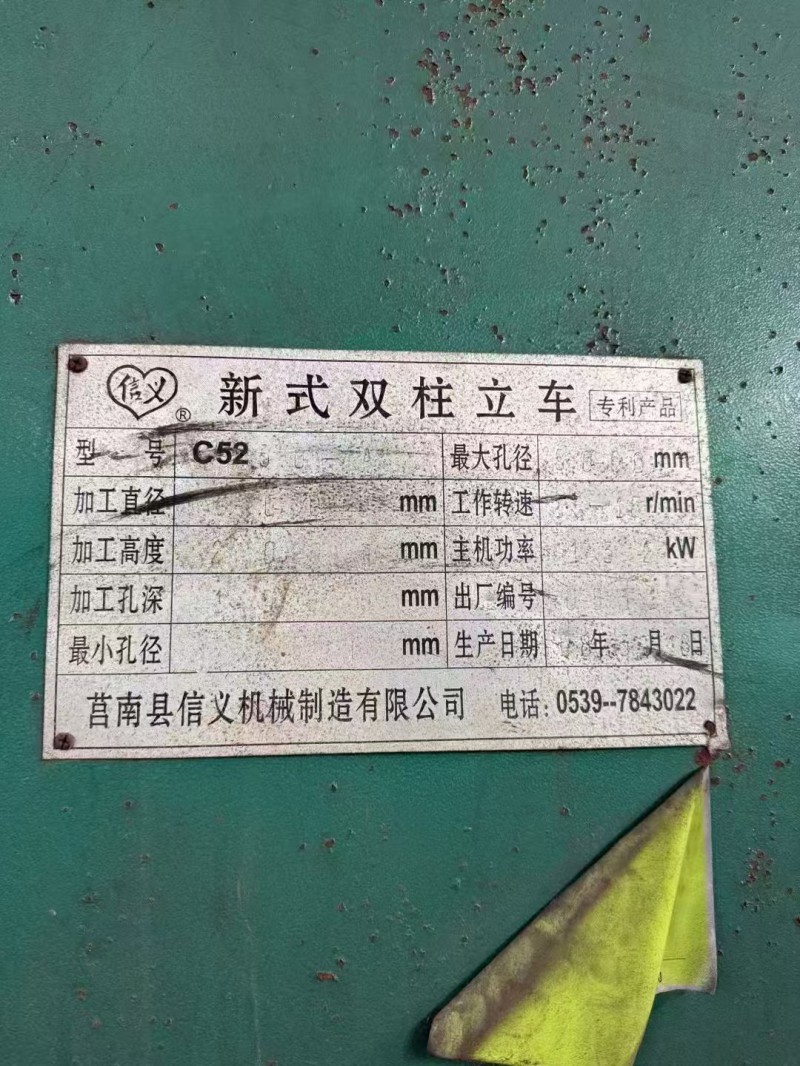 信义 ® 新式双柱立车 专利产品
型号 C52 最大孔径 mm
加工直径 mm 工作转速 r/min
加工高度 mm 主机功率 kW
加工孔深 mm 出厂编号
最小孔径 mm 生产日期 年 月 日
莒南县信义机械制造有限公司 电话: 0539--7843022